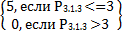 {5, если P3.1.3 <=3
0, если P3.1.3 >3